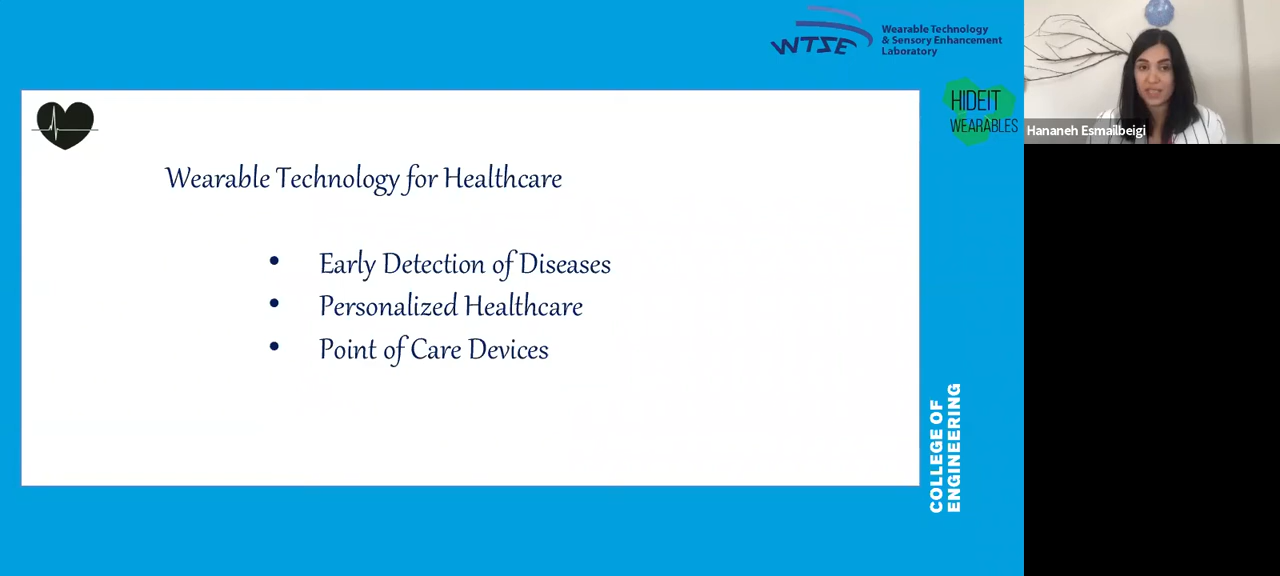 WTSE
Wearable Technology
& Sensory Enhancement
Laboratory
HIDEIT
WEARABLES
Hananeh Esmailbeigi
Wearable Technology for Healthcare
• Early Detection of Diseases
• Personalized Healthcare
• Point of Care Devices
COLLEGE OF
ENGINEERING